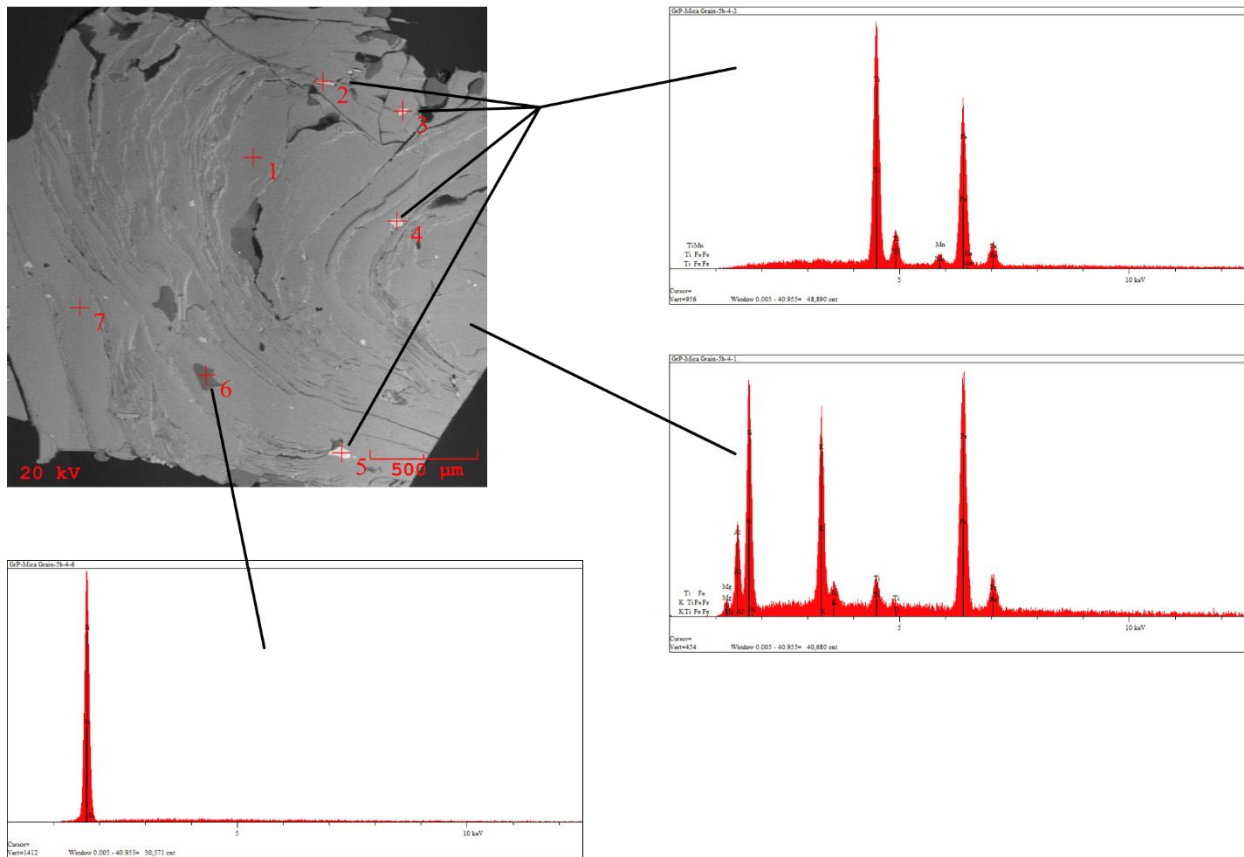 1
2
3
4
5
6
7
20 kV
500 µm
GrP-Mica Grain-5b-4-2
Ti Mn
Ti Fe Fe
Ti Fe Fe
Mn
5
10 keV
Cursor=
Vert=956 Window 0.005 - 40.955= 48,890 cnt
GrP-Mica Grain-5b-4-1
Ti Fe
K Ti Fe Fe
K Ti Fe Fe
Mg
Al
K
Ti
Ti
5
10 keV
Cursor=
Vert=454 Window 0.005 - 40.955= 40,680 cnt
GrP-Mica Grain-5b-4-6
5
10 keV
Cursor=
Vert=1412 Window 0.005 - 40.955= 30,571 cnt